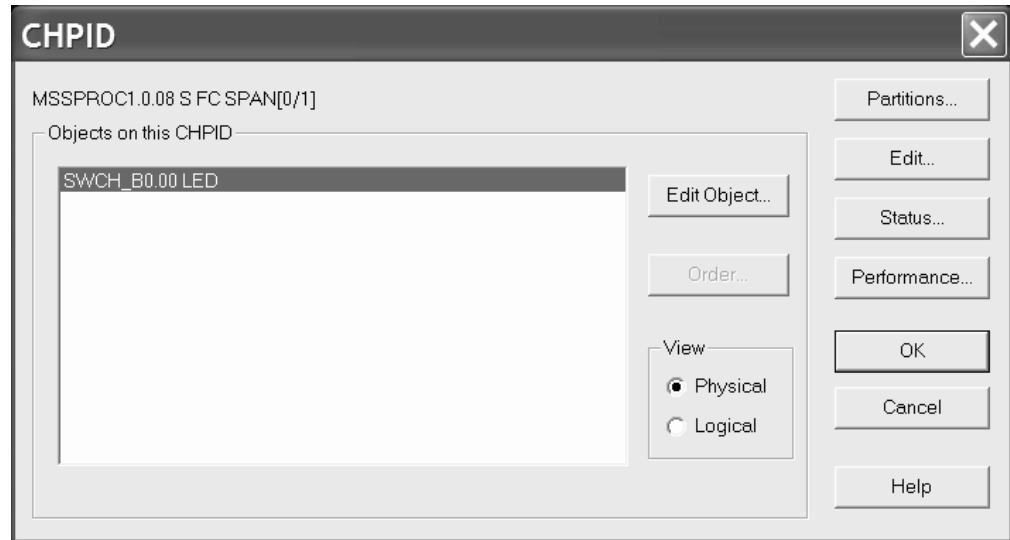 CHPID
MSSPROC1.0.08 S FC SPAN[0/1]
Objects on this CHPID
SWCH_B0.00 LED
Edit Object...
Order...
View
Physical
Logical
Partitions...
Edit...
Status...
Performance...
OK
Cancel
Help